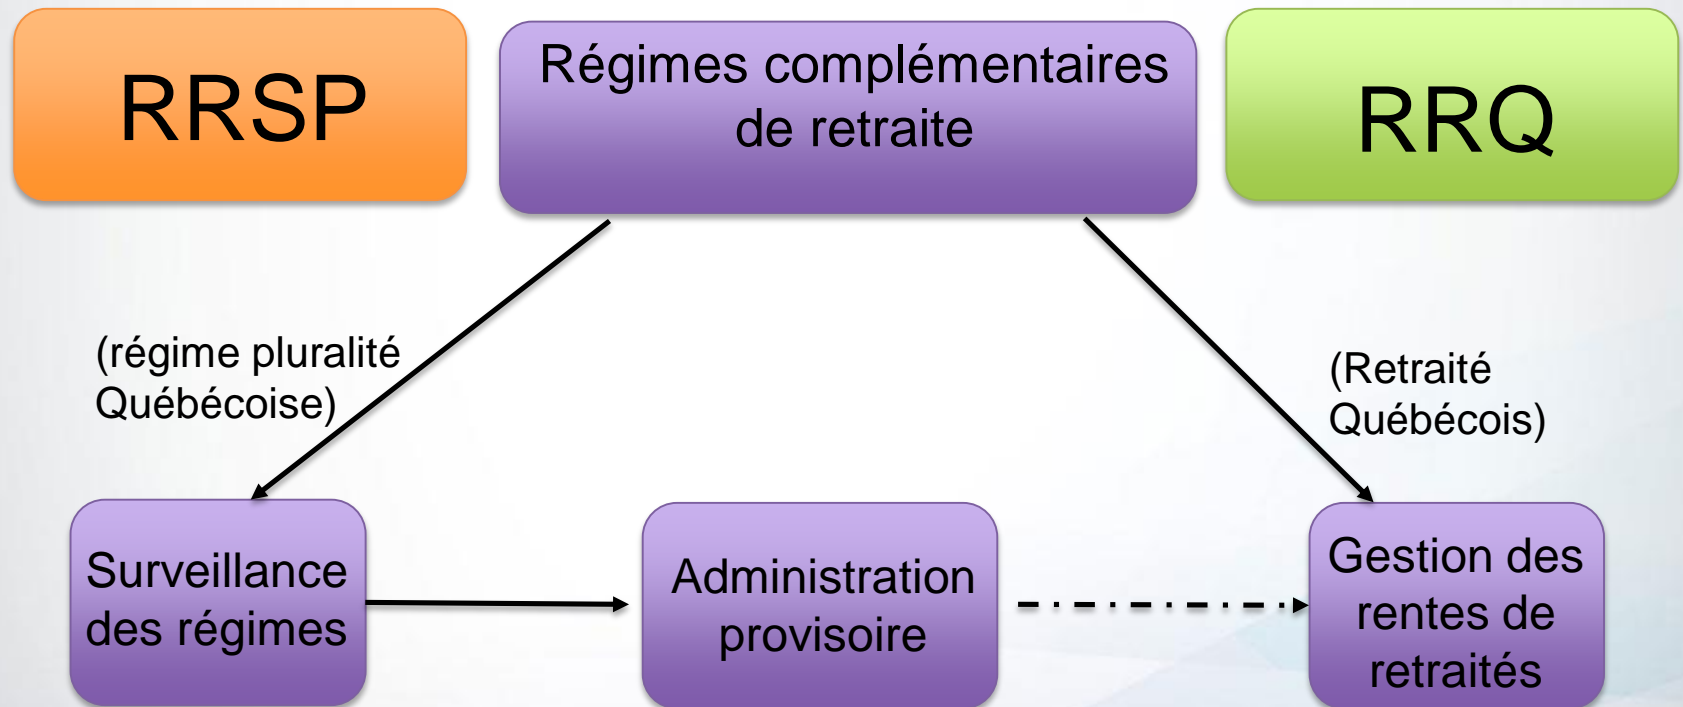 RRSP
Régimes complémentaires
de retraite
RRQ
(régime pluralité
Québécoise)
(Retraité
Québécois)
Surveillance
des régimes
Administration
provisoire
Gestion des
rentes de
retraités